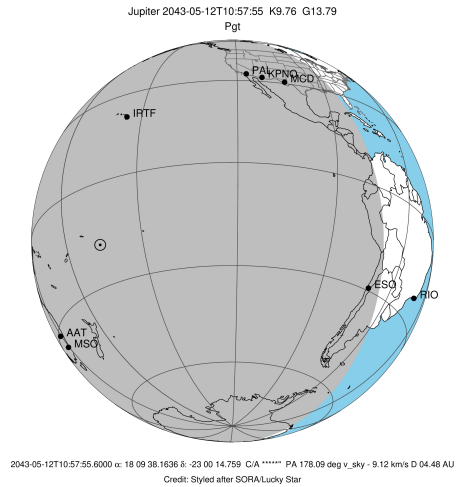 Jupiter 2043-05-12T10:57:55 K9.76 G13.79
Pgt
PAL KPNO
MCD
IRTF
ESO
RIO
AAT
MSO
2043-05-12T10:57:55.6000 α: 18 09 38.1636 δ: -23 00 14.759 C/A *****" PA 178.09 deg v_sky - 9.12 km/s D 04.48 AU
Credit: Styled after SORA/Lucky Star